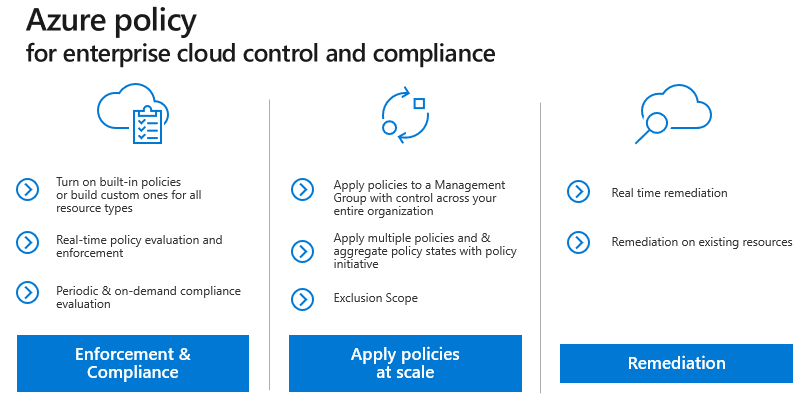 Azure policy
for enterprise cloud control and compliance
Turn on built-in policies
or build custom ones for all
resource types
Real-time policy evaluation and
enforcement
Periodic & on-demand compliance
evaluation
Enforcement &
Compliance
Apply policies to a Management
Group with control across your
entire organization
Apply multiple policies and &
aggregate policy states with policy
initiative
Exclusion Scope
Apply policies
at scale
Real time remediation
Remediation on existing resources
Remediation